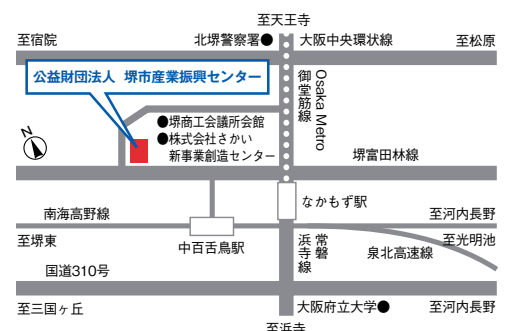 至天王寺
至宿院
北堺警察署●
大阪中央環状線
至松原
公益財団法人 堺市産業振興センター
御堂筋線
Osaka Metro
●堺商工会議所会館
●株式会社さかい
新事業創造センター
N
堺富田林線
なかもず駅
南海高野線
至河内長野
至堺東
中百舌鳥駅
常磐浜寺線
泉北高速線
至光明池
国道310号
至三国ヶ丘
大阪府立大学●
至河内長野
至浜寺